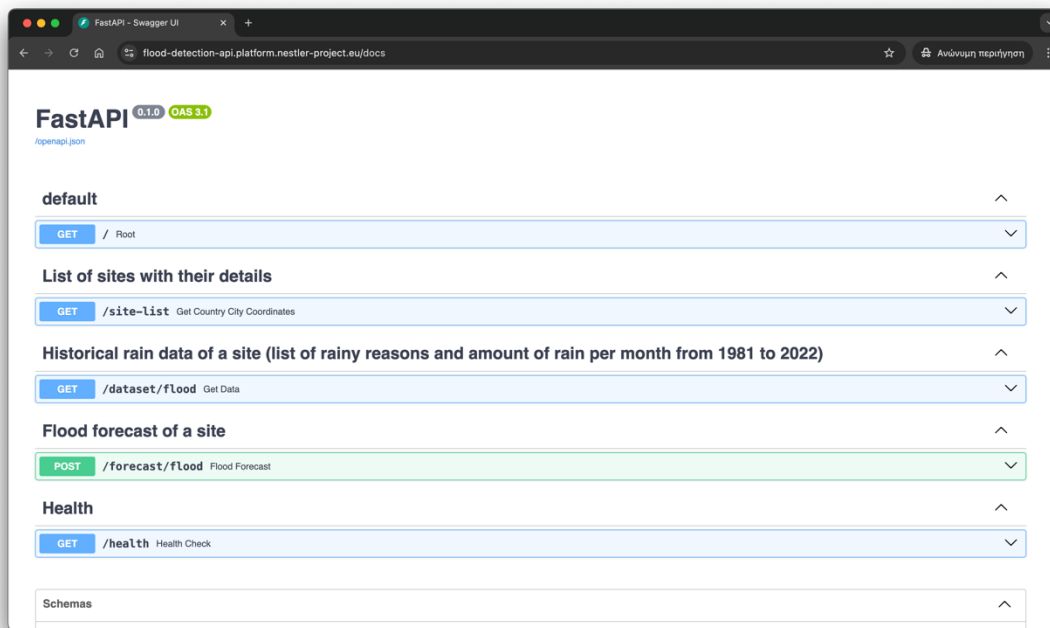 FastAPI - Swagger UI
flood-detection-api.platform.nestler-project.eu/docs
Ανώνυμη περιήγηση
FastAPI 0.1.0 OAS 3.1
/openapi.json
default
GET / Root
List of sites with their details
GET /site-list Get Country City Coordinates
Historical rain data of a site (list of rainy reasons and amount of rain per month from 1981 to 2022)
GET /dataset/flood Get Data
Flood forecast of a site
POST /forecast/flood Flood Forecast
Health
GET /health Health Check
Schemas